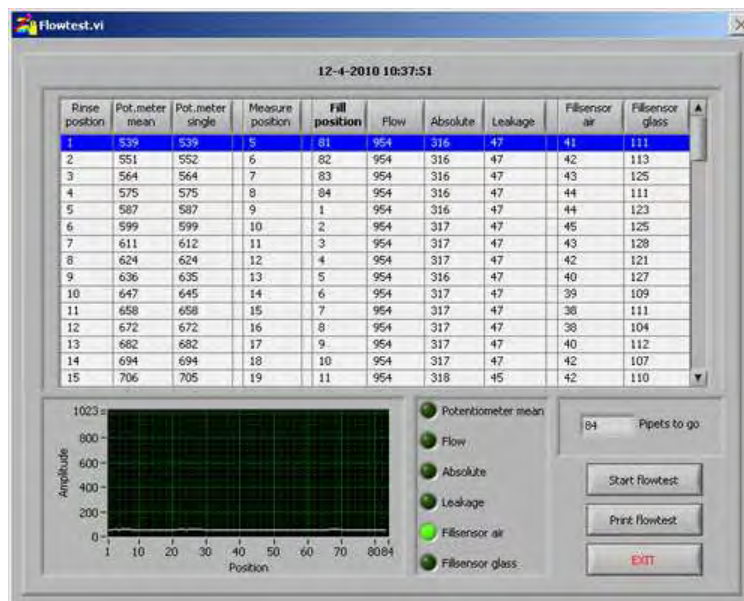 Flowtest.vi
12-4-2010 10:37:51
Rinse position Pot.meter mean Pot.meter single Measure position Fill position Flow Absolute Leakage Fillsensor air Fillsensor glass
1 539 539 5 81 954 316 47 41 111
2 551 552 6 82 954 316 47 42 113
3 564 564 7 83 954 316 47 43 125
4 575 575 8 84 954 316 47 44 111
5 587 587 9 1 954 316 47 44 123
6 599 599 10 2 954 317 47 45 125
7 611 612 11 3 954 317 47 43 128
8 624 624 12 4 954 317 47 42 121
9 636 635 13 5 954 316 47 40 127
10 647 645 14 6 954 317 47 39 109
11 658 658 15 7 954 317 47 38 111
12 672 672 16 8 954 317 47 38 104
13 682 682 17 9 954 317 47 40 112
14 694 694 18 10 954 317 47 42 107
15 706 705 19 11 954 318 45 42 110
Amplitude
1023
800
600
400
200
0
1 10 20 30 40 50 60 70 80 84
Position
Potentiometer mean
Flow
Absolute
Leakage
Fillsensor air
Fillsensor glass
84 Pipets to go
Start flowtest
Print flowtest
EXIT